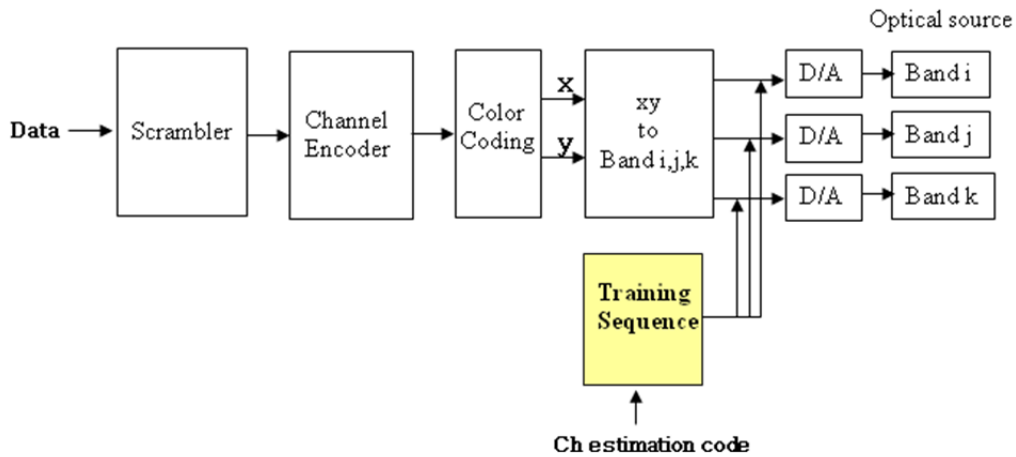 Optical source
Data
Scrambler
Channel
Encoder
Color
Coding
x
y
xy
to
Band i,j,k
D/A
Band i
D/A
Band j
D/A
Band k
Training
Sequence
Ch estimation code